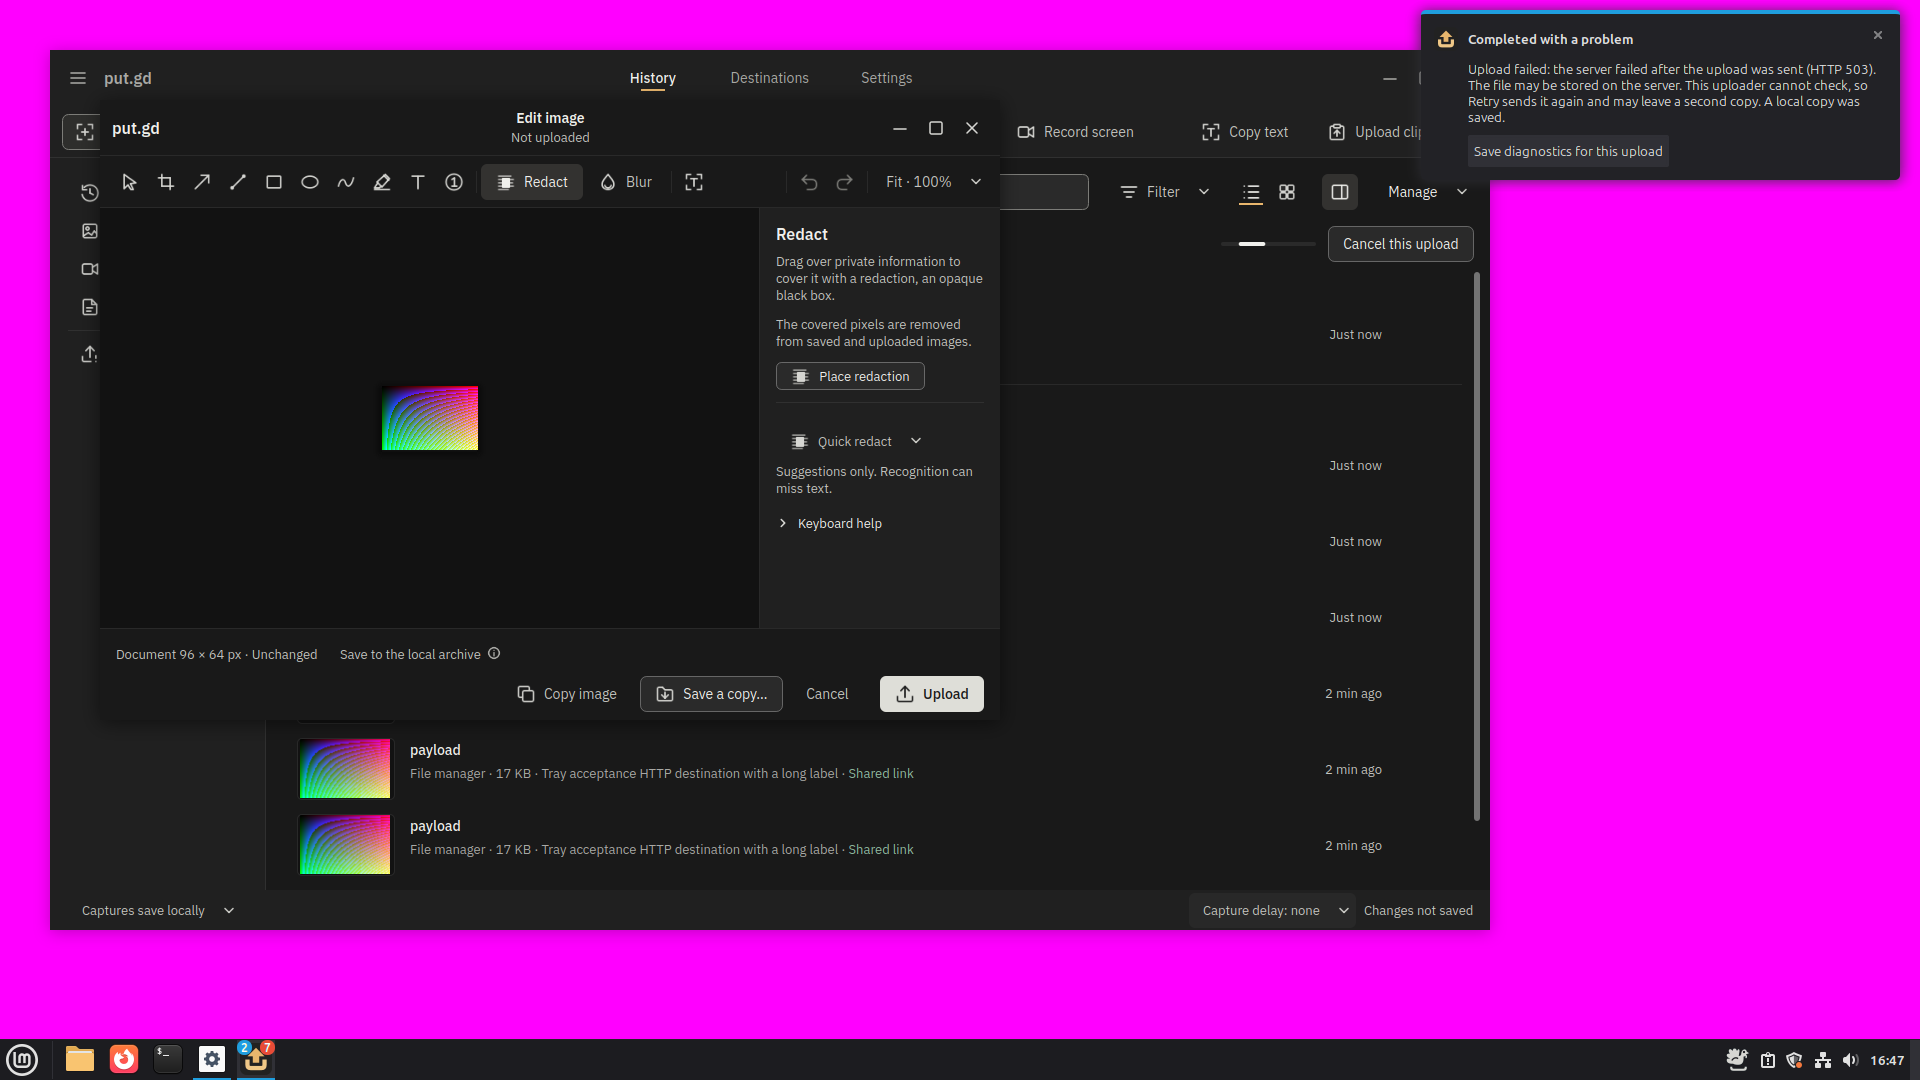 Completed with a problem
Upload failed: the server failed after the upload was sent (HTTP 503).
The file may be stored on the server. This uploader cannot check, so
Retry sends it again and may leave a second copy. A local copy was
saved.
Save diagnostics for this upload
put.gd
History
Destinations
Settings
Record screen
Copy text
Upload
put.gd
Edit image
Not uploaded
Redact
Blur
Fit · 100%
Filter
Manage
Cancel this upload
Redact
Drag over private information to
cover it with a redaction, an opaque
black box.
The covered pixels are removed
from saved and uploaded images.
Place redaction
Quick redact
Suggestions only. Recognition can
miss text.
Keyboard help
Just now
Just now
Just now
Just now
2 min ago
Document 96 × 64 px · Unchanged
Save to the local archive
Copy image
Save a copy...
Cancel
Upload
payload
File manager · 17 KB · Tray acceptance HTTP destination with a long label · Shared link
2 min ago
payload
File manager · 17 KB · Tray acceptance HTTP destination with a long label · Shared link
2 min ago
Captures save locally
Capture delay: none
Changes not saved
2
7
16:47